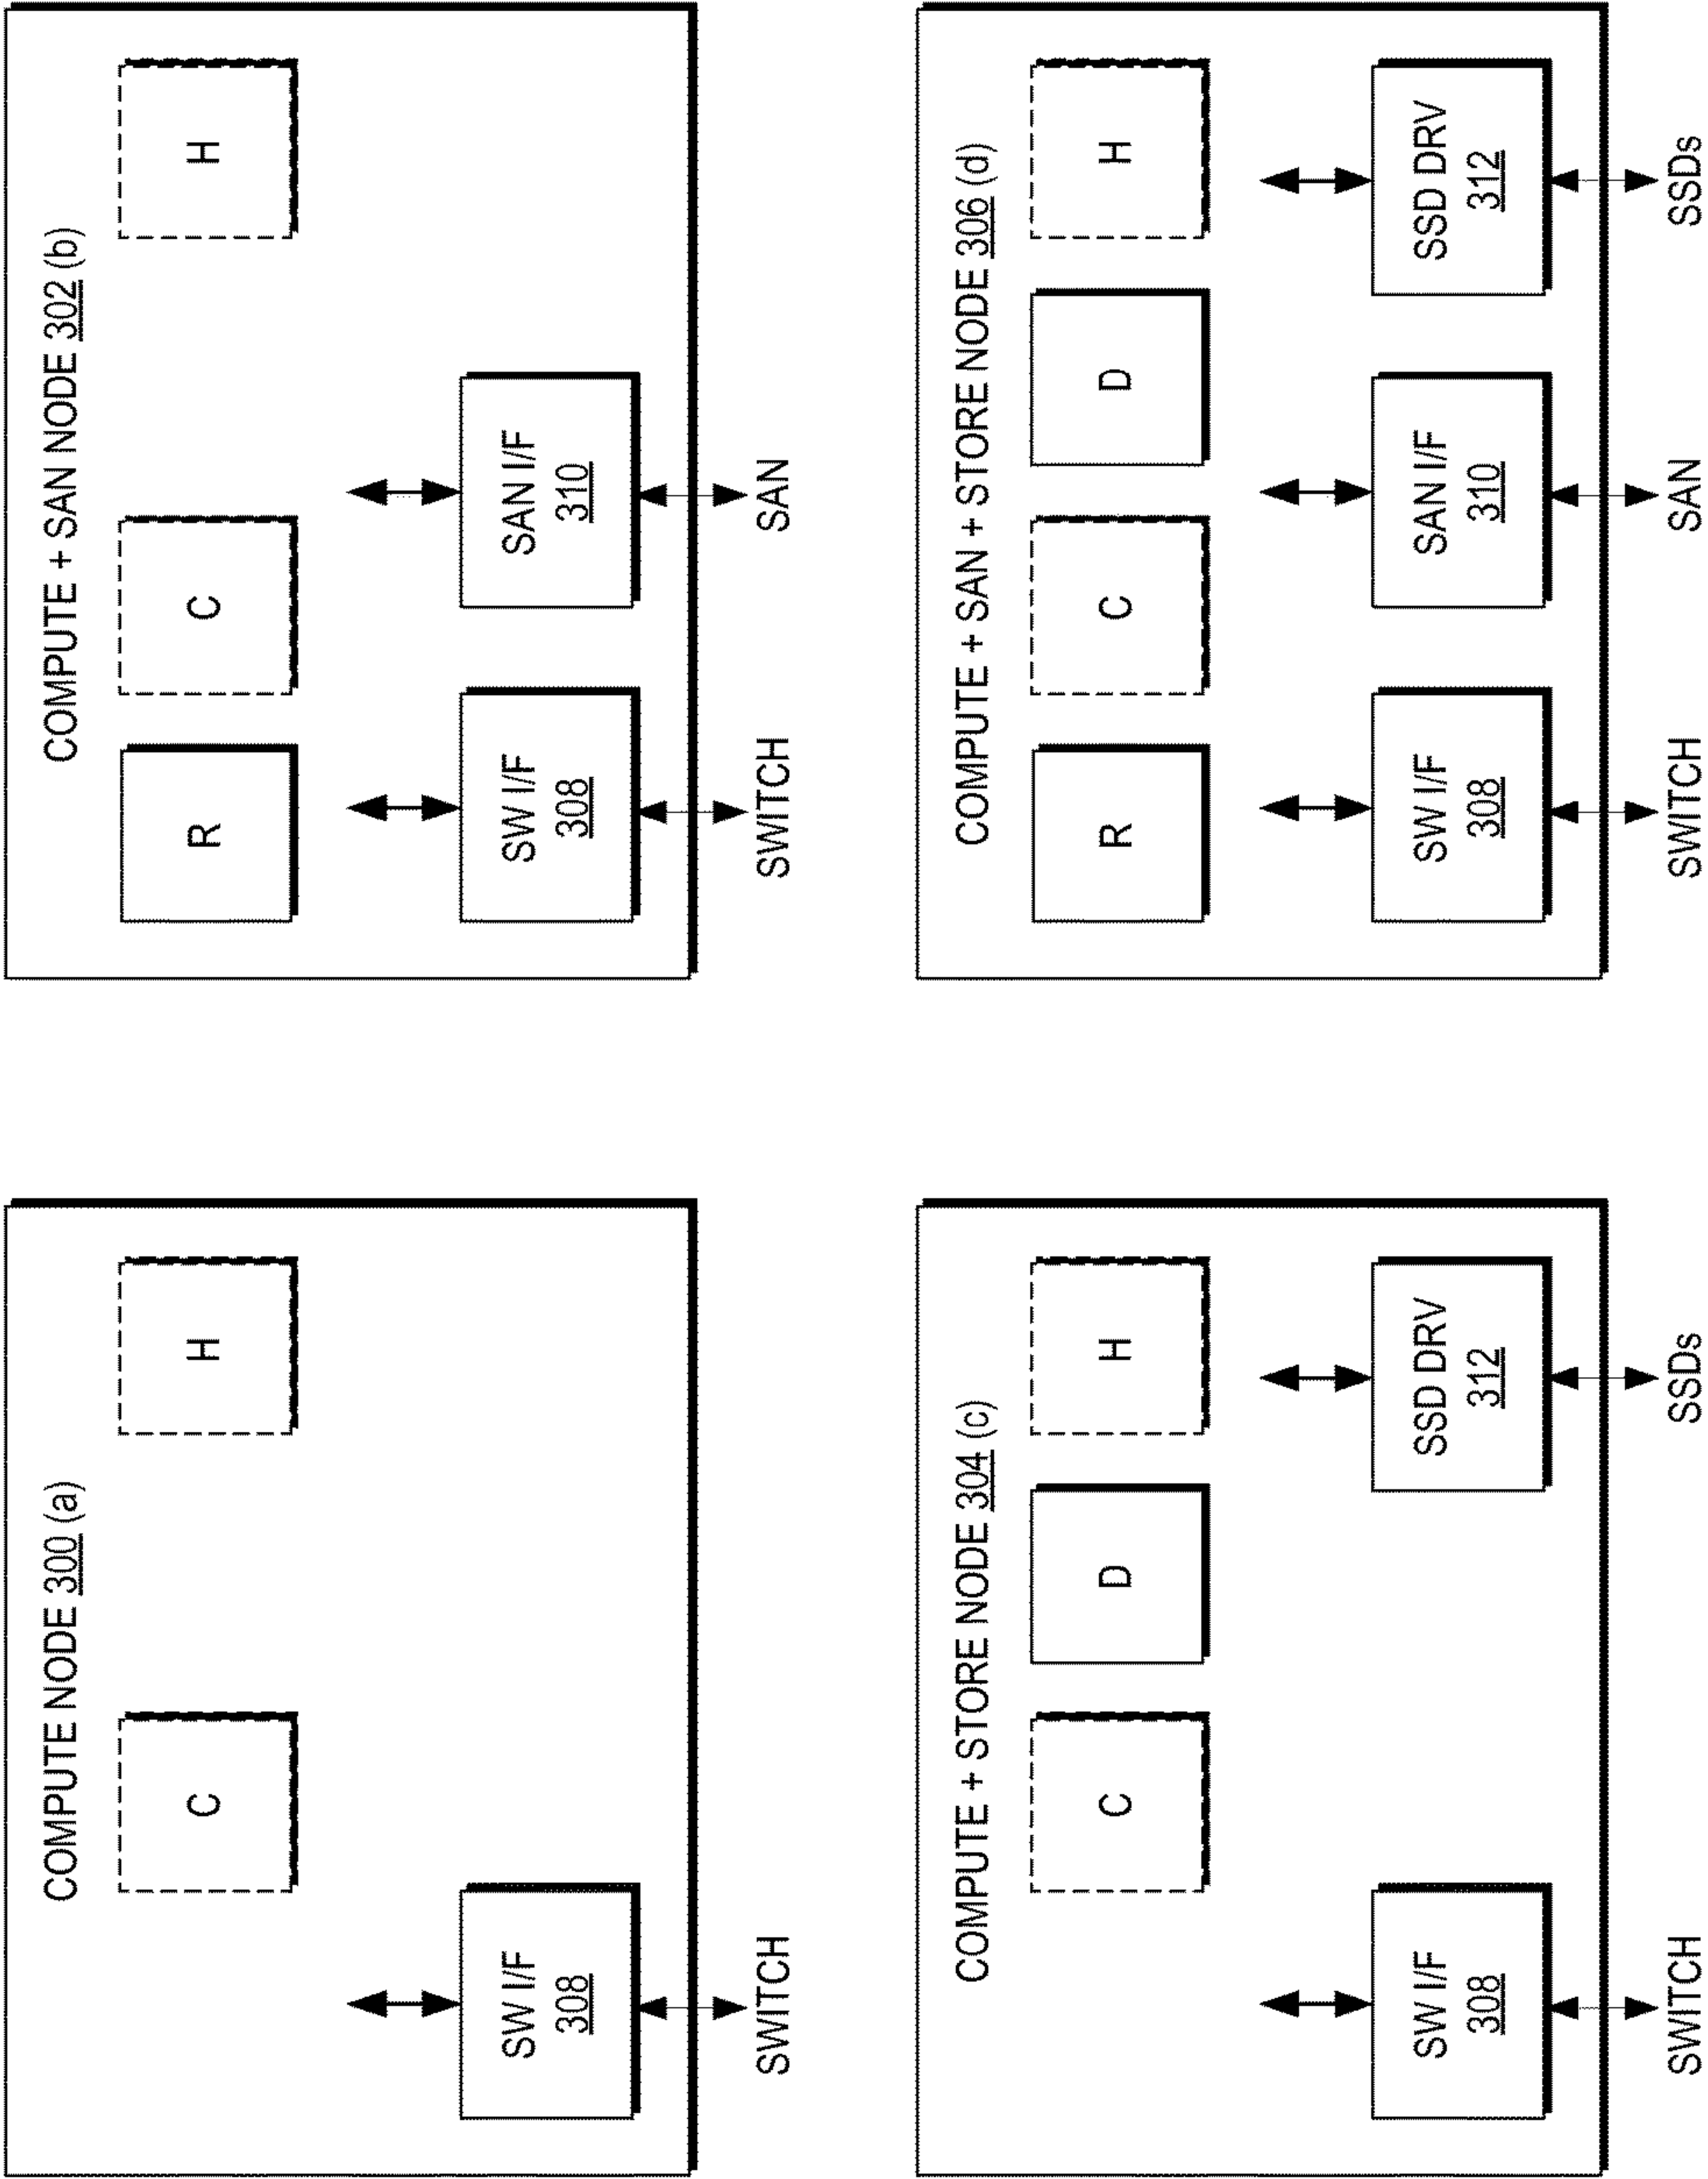 COMPUTE NODE 300 (a)
C
H
SW I/F
308
SWITCH
COMPUTE + SAN NODE 302 (b)
R
C
H
SW I/F
308
SAN I/F
310
SWITCH
SAN
COMPUTE + STORE NODE 304 (c)
C
D
H
SW I/F
308
SSD DRV
312
SWITCH
SSDs
COMPUTE + SAN + STORE NODE 306 (d)
R
C
D
H
SW I/F
308
SAN I/F
310
SSD DRV
312
SWITCH
SAN
SSDs